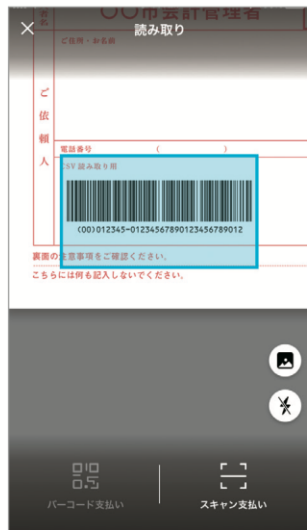 〇〇市会計管理者
読み取り
ご住所・お名前
ご依頼人
電話番号 ( )
CSV 読み取り用
(00)012345-01234567890123456789012
裏面の注意事項をご確認ください。
こちらには何も記入しないでください。
バーコード支払い
スキャン支払い